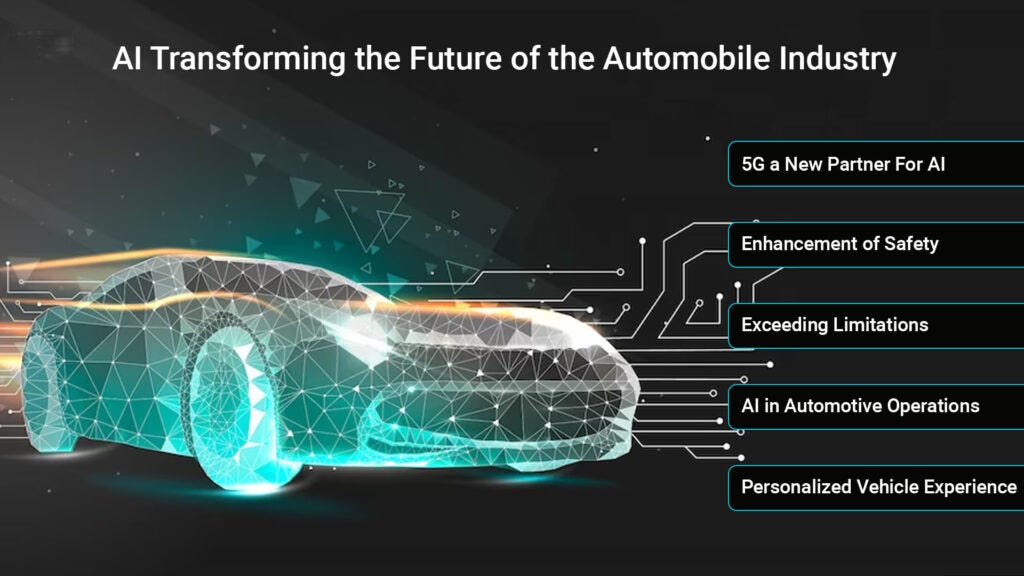 AI Transforming the Future of the Automobile Industry
5G a New Partner For AI
Enhancement of Safety
Exceeding Limitations
AI in Automotive Operations
Personalized Vehicle Experience